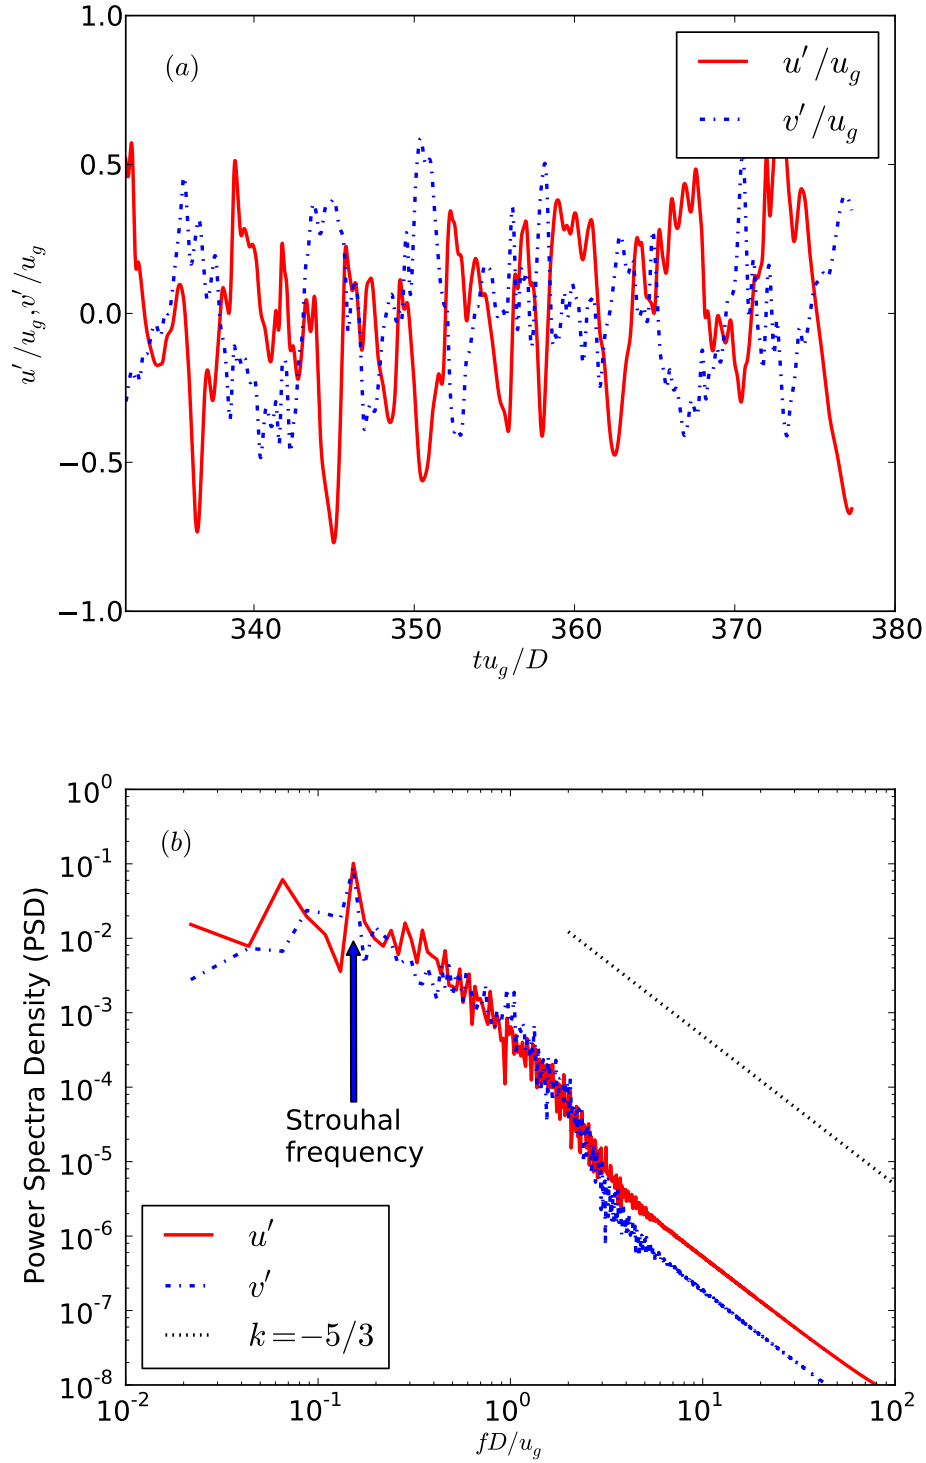 (a)
u′/u_g
v′/u_g
1.0
0.5
0.0
−0.5
−1.0
u′/u_g,v′/u_g
340 350 360 370 380
tu_g/D
(b)
10^0
10^-1
10^-2
10^-3
10^-4
10^-5
10^-6
10^-7
10^-8
Power Spectra Density (PSD)
Strouhal
frequency
u′
v′
k=−5/3
10^-2 10^-1 10^0 10^1 10^2
fD/u_g